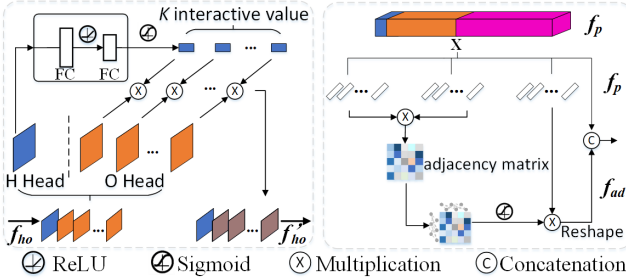 K interactive value
FC
FC
...
X
X
...
X
...
H Head
O Head
f_ho
...
...
f'_ho
f_p
X
...
...
...
f_p
X
C
adjacency matrix
f_ad
X
Reshape
ReLU
Sigmoid
X Multiplication
C Concatenation